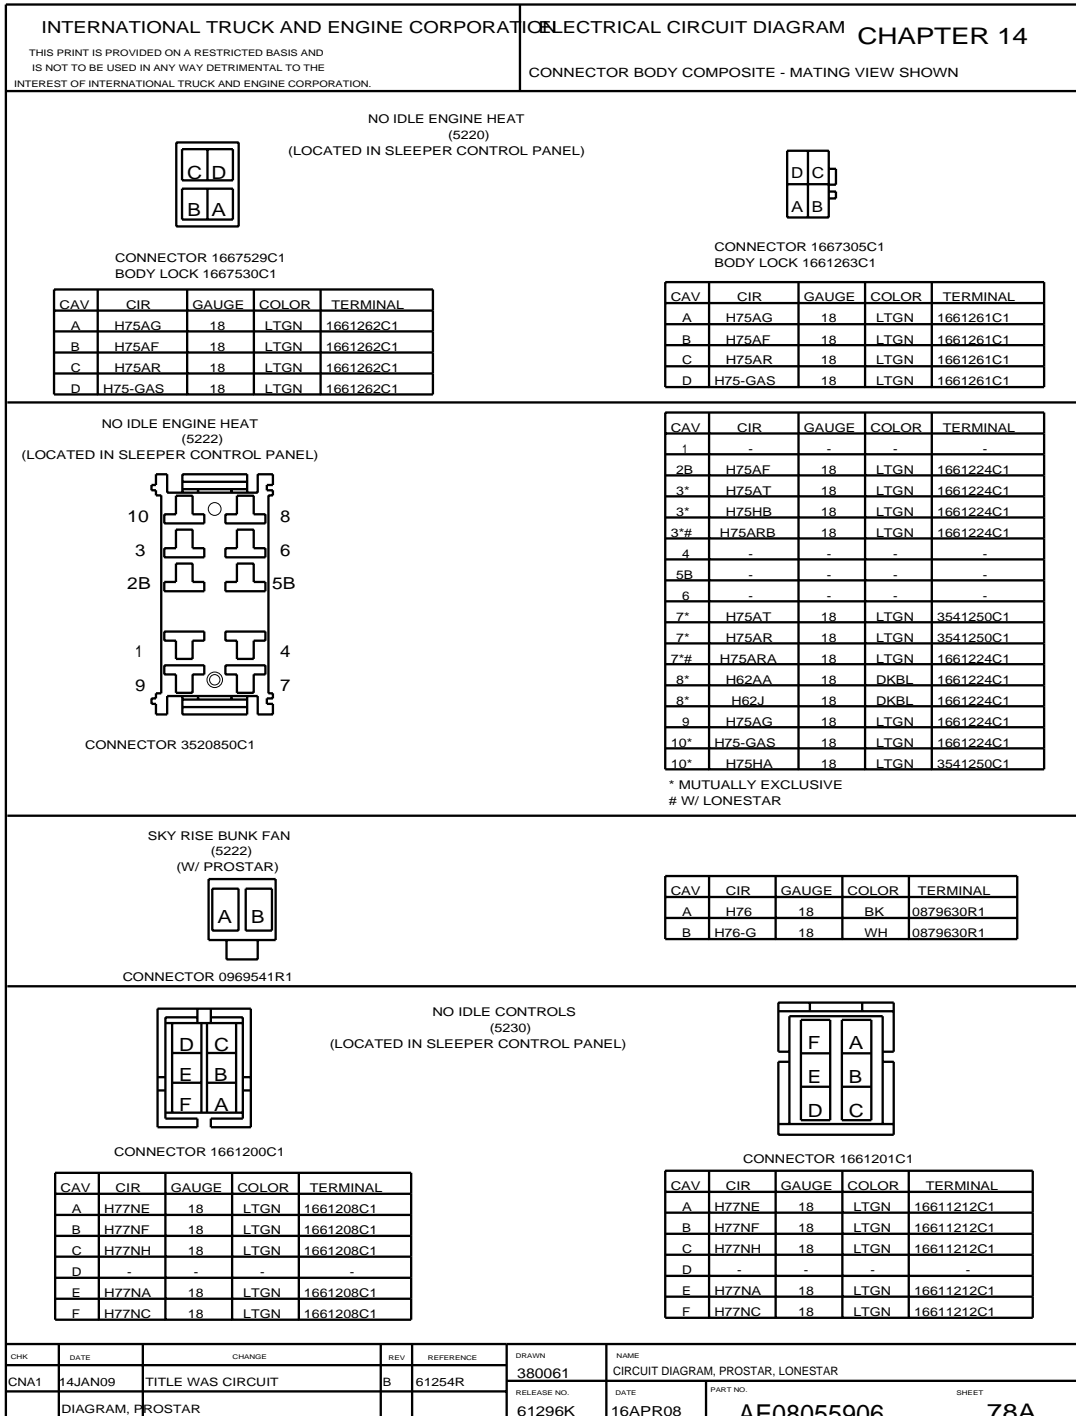 INTERNATIONAL TRUCK AND ENGINE CORPORATION
THIS PRINT IS PROVIDED ON A RESTRICTED BASIS AND
IS NOT TO BE USED IN ANY WAY DETRIMENTAL TO THE
INTEREST OF INTERNATIONAL TRUCK AND ENGINE CORPORATION.
ELECTRICAL CIRCUIT DIAGRAM CHAPTER 14
CONNECTOR BODY COMPOSITE - MATING VIEW SHOWN
NO IDLE ENGINE HEAT
(5220)
(LOCATED IN SLEEPER CONTROL PANEL)
C D
B A
CONNECTOR 1667529C1
BODY LOCK 1667530C1
CAV CIR GAUGE COLOR TERMINAL
A H75AG 18 LTGN 1661262C1
B H75AF 18 LTGN 1661262C1
C H75AR 18 LTGN 1661262C1
D H75-GAS 18 LTGN 1661262C1
D C
A B
CONNECTOR 1667305C1
BODY LOCK 1661263C1
CAV CIR GAUGE COLOR TERMINAL
A H75AG 18 LTGN 1661261C1
B H75AF 18 LTGN 1661261C1
C H75AR 18 LTGN 1661261C1
D H75-GAS 18 LTGN 1661261C1
NO IDLE ENGINE HEAT
(5222)
(LOCATED IN SLEEPER CONTROL PANEL)
10 8
3 6
2B 5B
1 4
9 7
CONNECTOR 3520850C1
CAV CIR GAUGE COLOR TERMINAL
1 - - - -
2B H75AF 18 LTGN 1661224C1
3* H75AT 18 LTGN 1661224C1
3* H75HB 18 LTGN 1661224C1
3*# H75ARB 18 LTGN 1661224C1
4 - - - -
5B - - - -
6 - - - -
7* H75AT 18 LTGN 3541250C1
7* H75AR 18 LTGN 3541250C1
7*# H75ARA 18 LTGN 1661224C1
8* H62AA 18 DKBL 1661224C1
8* H62J 18 DKBL 1661224C1
9 H75AG 18 LTGN 1661224C1
10* H75-GAS 18 LTGN 1661224C1
10* H75HA 18 LTGN 3541250C1
* MUTUALLY EXCLUSIVE
# W/ LONESTAR
SKY RISE BUNK FAN
(5222)
(W/ PROSTAR)
A B
CONNECTOR 0969541R1
CAV CIR GAUGE COLOR TERMINAL
A H76 18 BK 0879630R1
B H76-G 18 WH 0879630R1
NO IDLE CONTROLS
(5230)
(LOCATED IN SLEEPER CONTROL PANEL)
D C
E B
F A
CONNECTOR 1661200C1
CAV CIR GAUGE COLOR TERMINAL
A H77NE 18 LTGN 1661208C1
B H77NF 18 LTGN 1661208C1
C H77NH 18 LTGN 1661208C1
D - - - -
E H77NA 18 LTGN 1661208C1
F H77NC 18 LTGN 1661208C1
F A
E B
D C
CONNECTOR 1661201C1
CAV CIR GAUGE COLOR TERMINAL
A H77NE 18 LTGN 16611212C1
B H77NF 18 LTGN 16611212C1
C H77NH 18 LTGN 16611212C1
D - - - -
E H77NA 18 LTGN 16611212C1
F H77NC 18 LTGN 16611212C1
CHK DATE CHANGE REV REFERENCE
CNA1 14JAN09 TITLE WAS CIRCUIT B 61254R
DIAGRAM, PROSTAR
DRAWN
380061
NAME
CIRCUIT DIAGRAM, PROSTAR, LONESTAR
RELEASE NO. DATE PART NO. SHEET
61296K 16APR08 AE08055906 78A